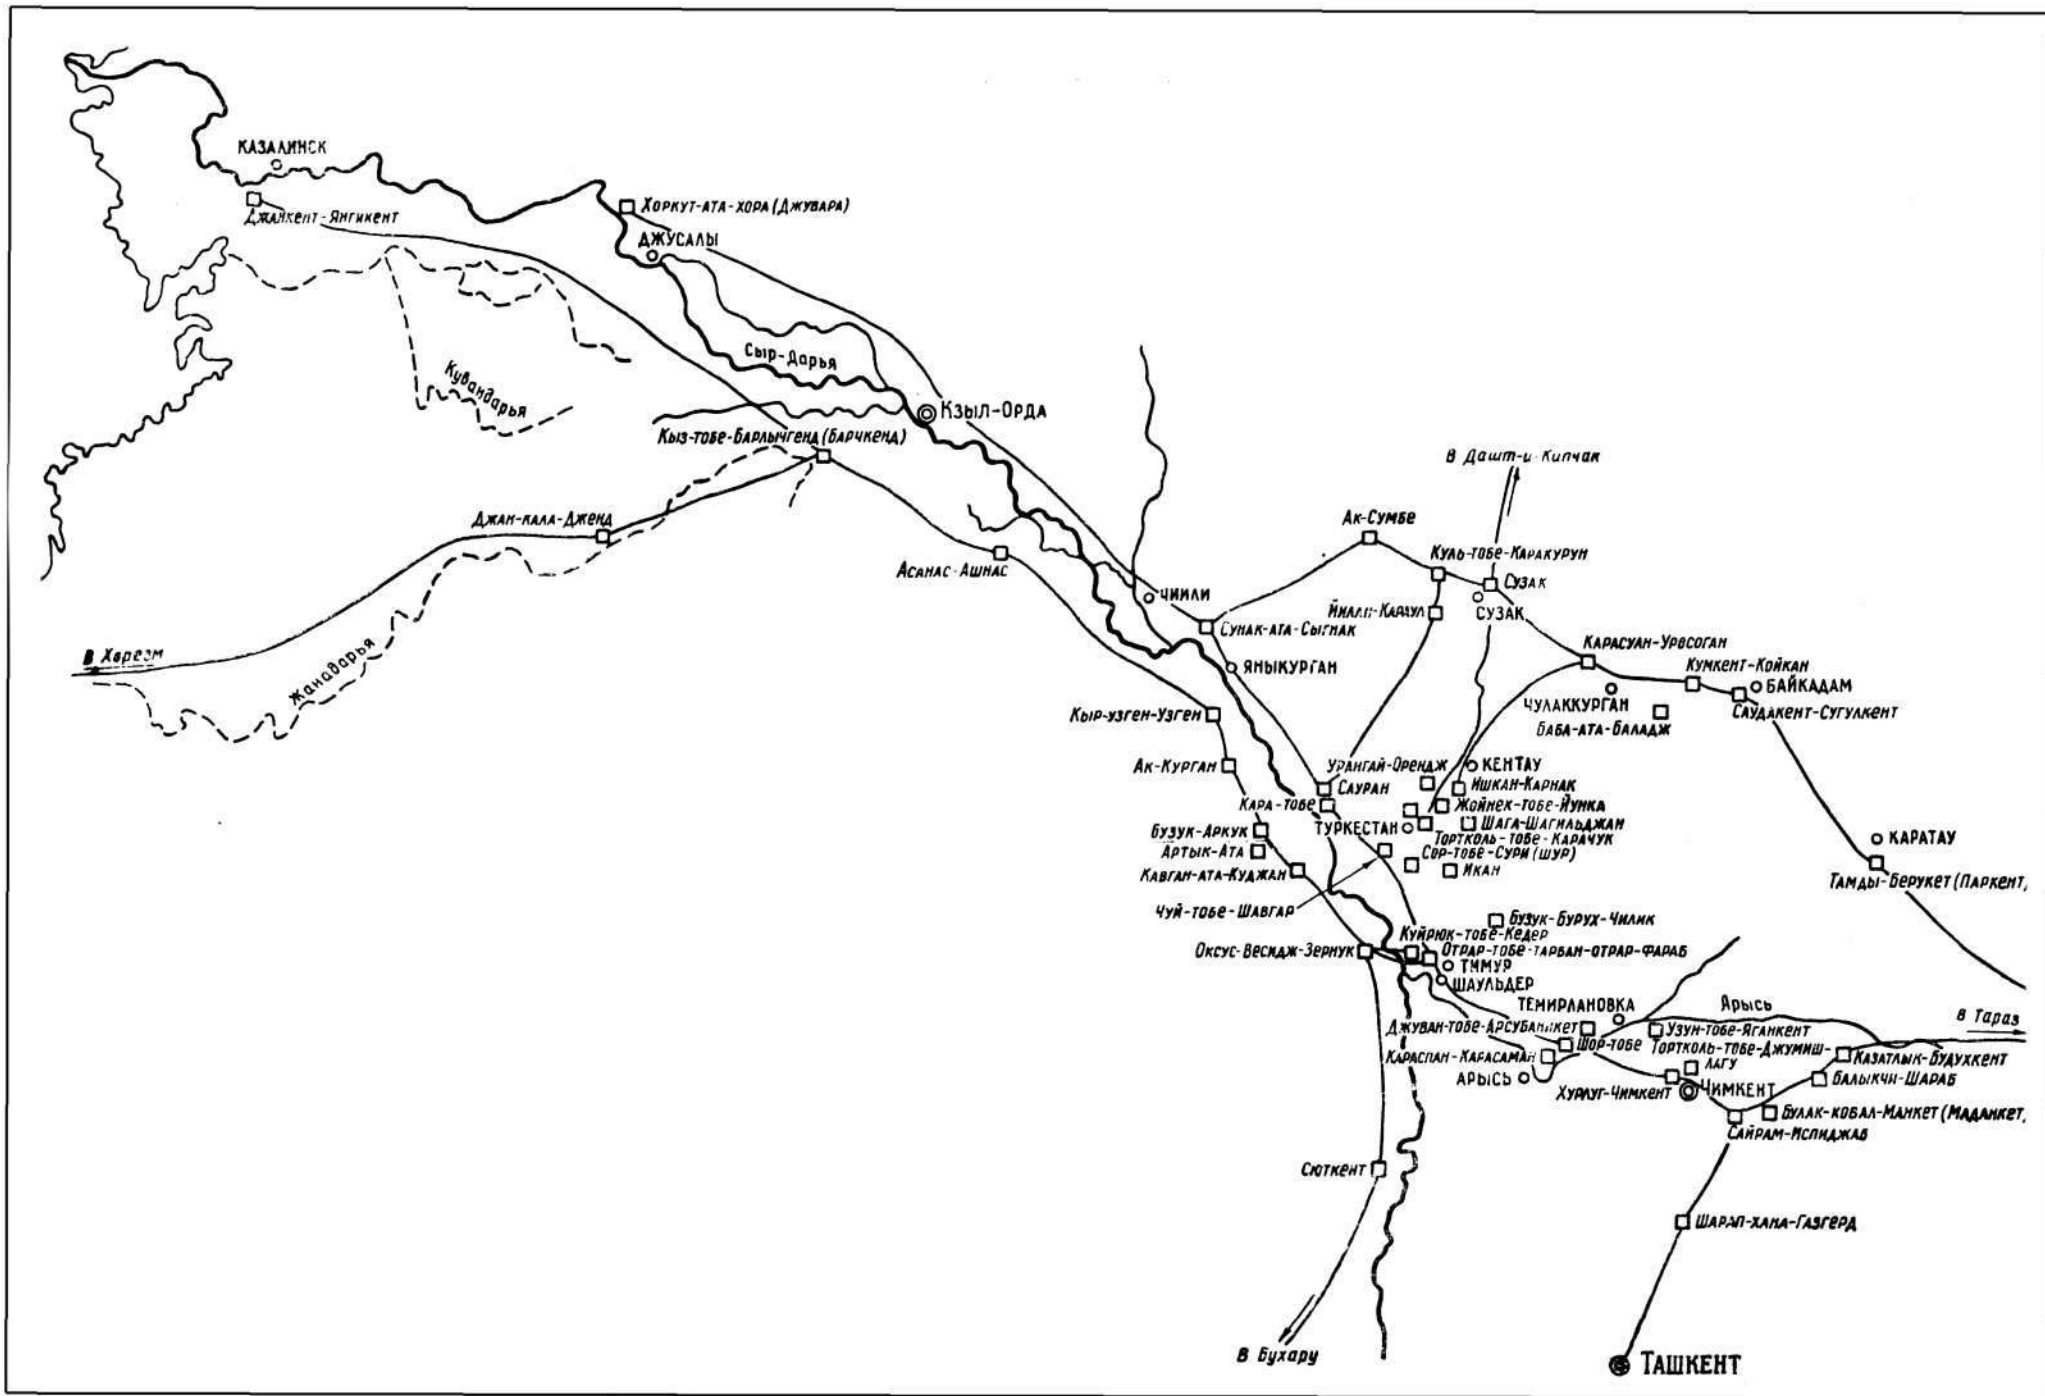 КАЗАЛИНСК
Джанкент-Янгикент
Хоркут-ата-хора (Джувара)
ДЖУСАЛЫ
Сыр-Дарья
Кувандарья
КЗЫЛ-ОРДА
Кыз-тобе-Барлычгенд (Барчкенд)
В Дашт-и-Кипчак
Джан-кала-Дженд
Ак-Сумбе
Куль-тобе-Каракурун
Асанас-Ашнас
Сузак
ЧИИЛИ
СУЗАК
Сунак-ата-Сыгнак
Карасуан-Уросоган
В Хорезм
Жанадарья
ЯНЫКУРГАН
Кумкент-Койкан
БАЙКАДАМ
ЧУЛАККУРГАН
Саудакент-Сугулкент
Кыр-узген-Узген
Баба-ата-Баладж
Ак-Курган
Урангай-Орендж
КЕНТАУ
Сауран
Ишкан-Карнак
Кара-тобе
Жойнек-тобе-Йунка
Бузук-Аркук
ТУРКЕСТАН
Шага-Шагильджан
Тортколь-тобе-Карачук
КАРАТАУ
Артык-Ата
Сор-тобе-Сури (Шур)
Кавган-ата-Куджан
Икан
Тамды-Берукет (Паркент,
Чуй-тобе-Шавгар
Бузук-Бурух-Чилик
Куйрюк-тобе-Кедер
Оксус-Весидж-Зернук
Отрар-тобе-Тарбан-Отрар-Фараб
ТИМУР
ШАУЛЬДЕР
ТЕМИРЛАНОВКА
Арысь
В Тараз
Джуван-тобе-Арсубаникет
Узун-тобе-Яганкент
Шор-тобе
Тортколь-тобе-Джумиш-
лагу
Караспан-Карасаман
Казатлык-Будухкент
АРЫСЬ
Балыкчи-Шараб
Хурлуг-Чимкент
ЧИМКЕНТ
Булак-ковал-Манкет (Маданкет,
Сайрам-Испиджаб
Сюткент
Шарап-хана-Газгерд
В Бухару
ТАШКЕНТ